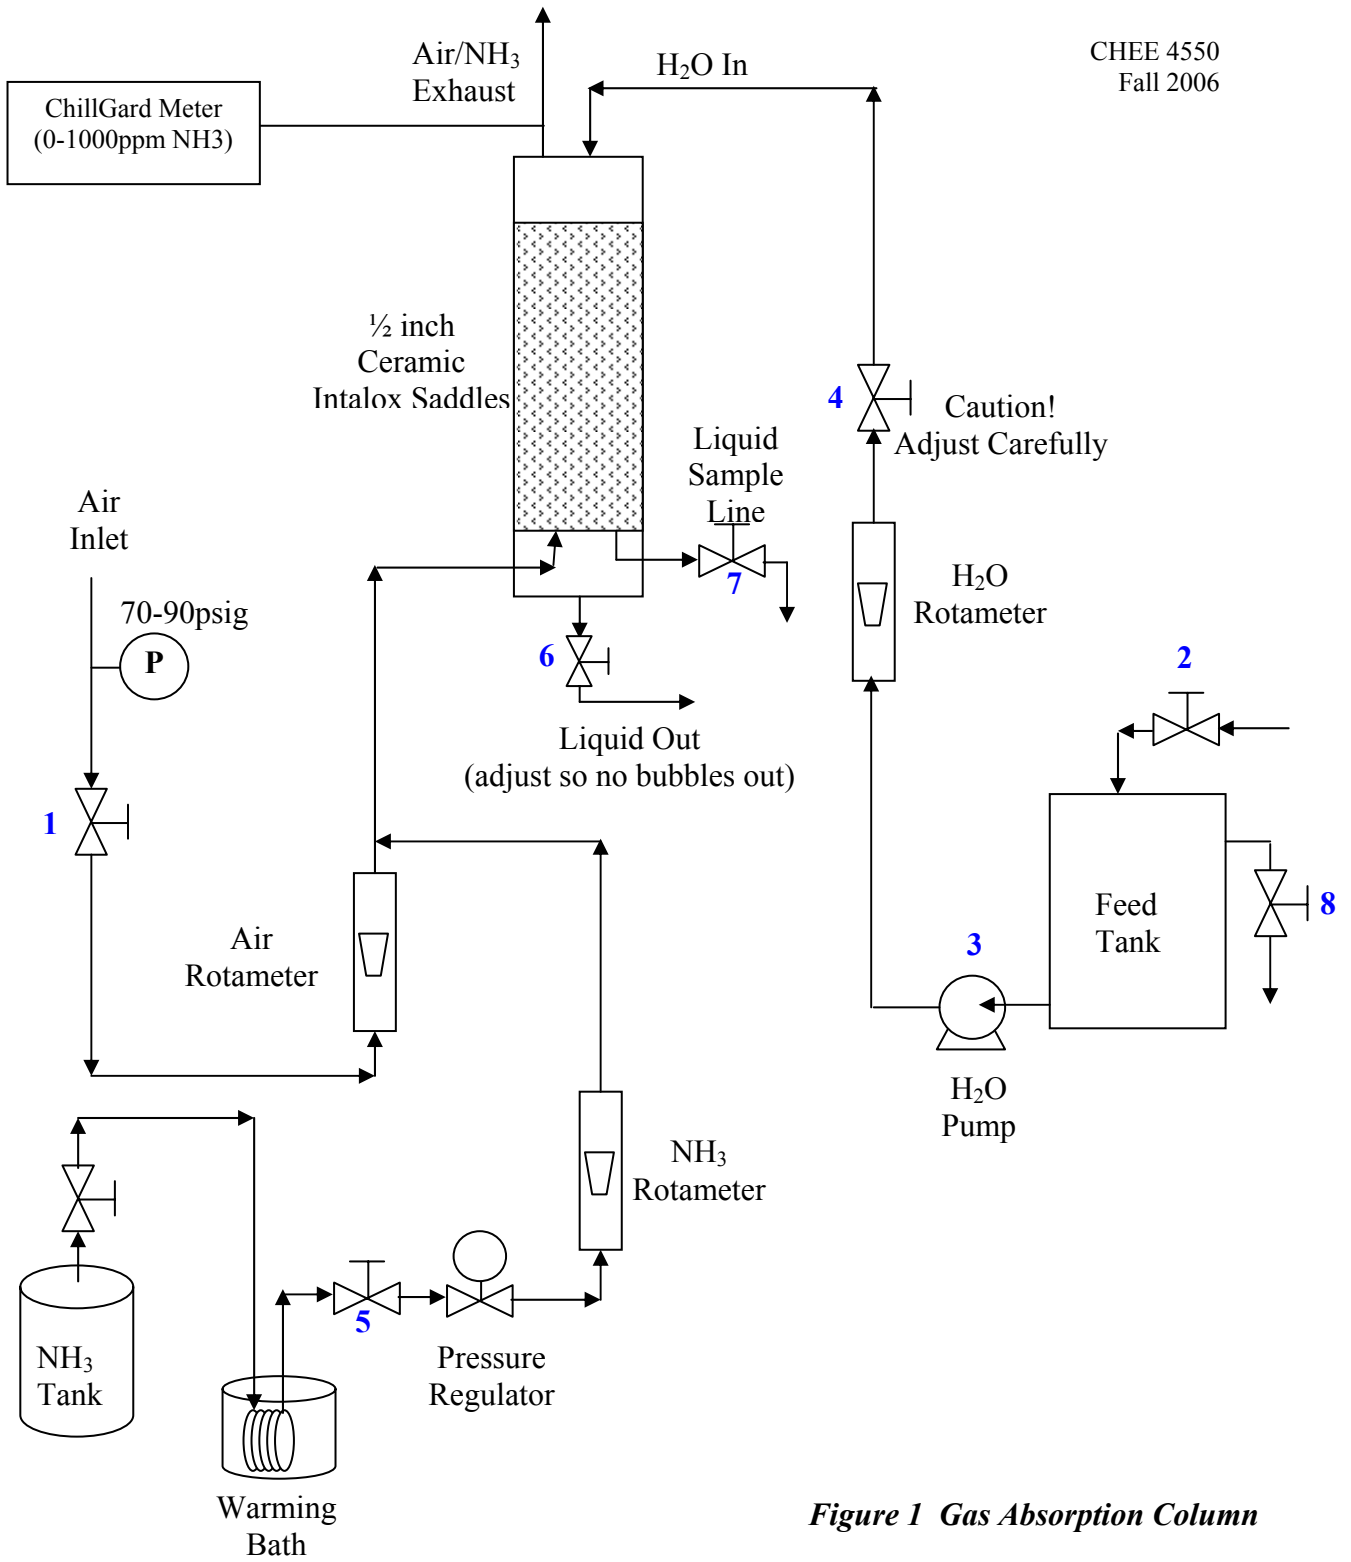 CHEE 4550
Fall 2006
Air/NH₃
Exhaust
H₂O In
ChillGard Meter
(0-1000ppm NH3)
½ inch
Ceramic
Intalox Saddles
4
Caution!
Adjust Carefully
Liquid
Sample
Line
7
Air
Inlet
70-90psig
P
H₂O
Rotameter
6
2
Liquid Out
(adjust so no bubbles out)
1
Feed
Tank
8
3
Air
Rotameter
H₂O
Pump
NH₃
Rotameter
5
NH₃
Tank
Pressure
Regulator
Warming
Bath
Figure 1 Gas Absorption Column